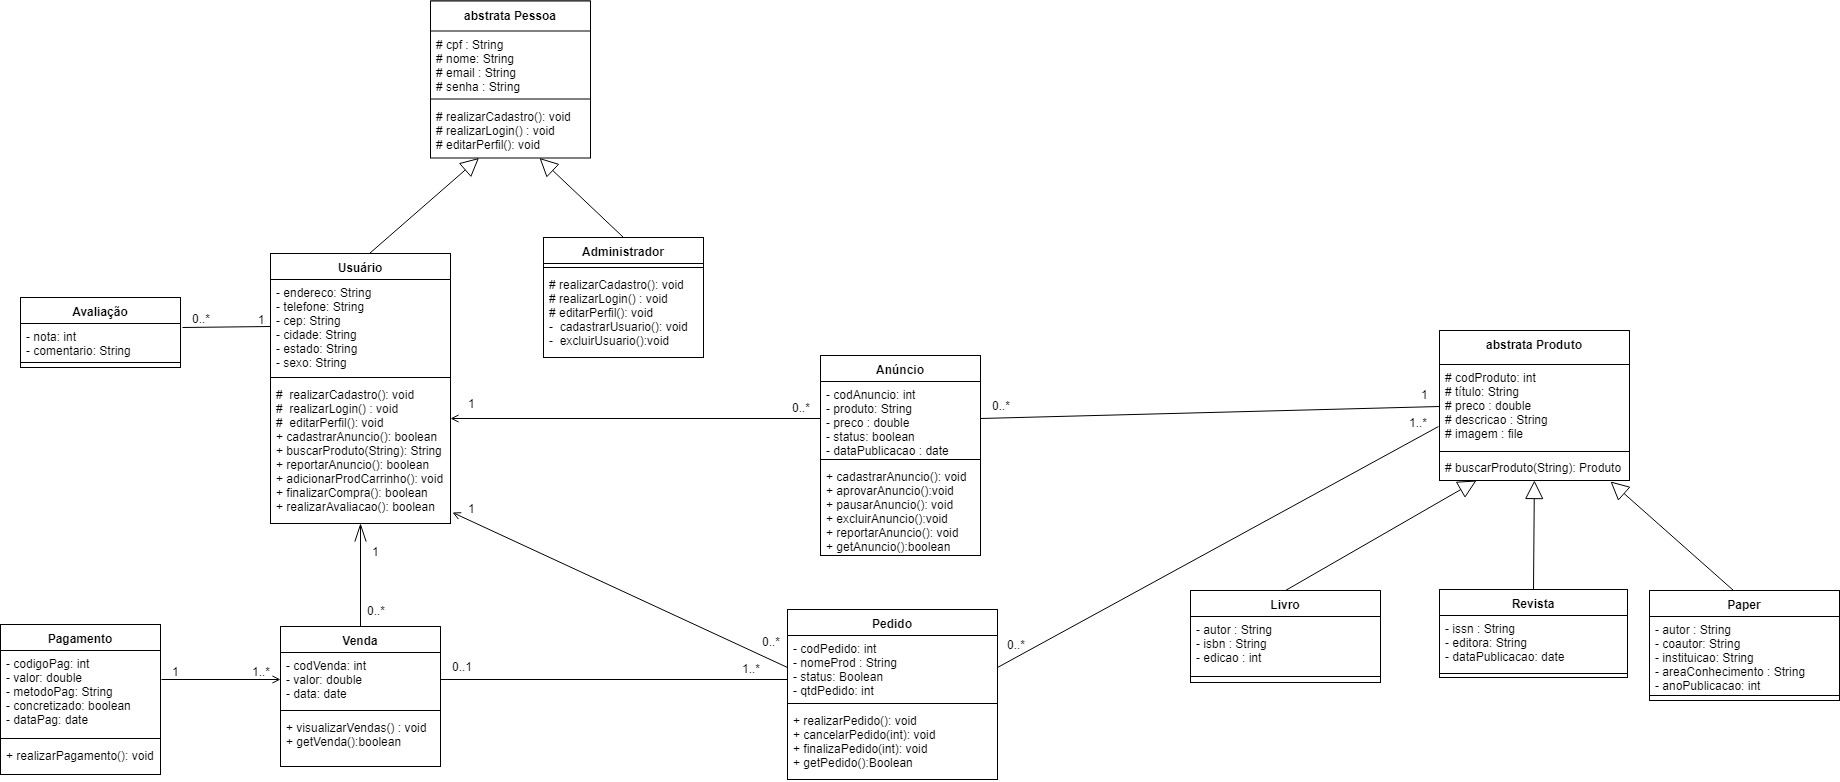 abstrata Pessoa
# cpf : String
# nome: String
# email : String
# senha : String
# realizarCadastro(): void
# realizarLogin() : void
# editarPerfil(): void
Usuário
- endereco: String
- telefone: String
- cep: String
- cidade: String
- estado: String
- sexo: String
# realizarCadastro(): void
# realizarLogin() : void
# editarPerfil(): void
+ cadastrarAnuncio(): boolean
+ buscarProduto(String): String
+ reportarAnuncio(): boolean
+ adicionarProdCarrinho(): void
+ finalizarCompra(): boolean
+ realizarAvaliacao(): boolean
Administrador
# realizarCadastro(): void
# realizarLogin() : void
# editarPerfil(): void
- cadastrarUsuario(): void
- excluirUsuario():void
Avaliação
- nota: int
- comentario: String
0..*
1
Anúncio
- codAnuncio: int
- produto: String
- preco : double
- status: boolean
- dataPublicacao : date
+ cadastrarAnuncio(): void
+ aprovarAnuncio():void
+ pausarAnuncio(): void
+ excluirAnuncio():void
+ reportarAnuncio(): void
+ getAnuncio():boolean
1
0..*
0..*
1
1..*
abstrata Produto
# codProduto: int
# título: String
# preco : double
# descricao : String
# imagem : file
# buscarProduto(String): Produto
1
1
0..*
Livro
- autor : String
- isbn : String
- edicao : int
Revista
- issn : String
- editora: String
- dataPublicacao: date
Paper
- autor : String
- coautor: String
- instituicao: String
- areaConhecimento : String
- anoPublicacao: int
Pagamento
- codigoPag: int
- valor: double
- metodoPag: String
- concretizado: boolean
- dataPag: date
+ realizarPagamento(): void
1
1..*
Venda
- codVenda: int
- valor: double
- data: date
+ visualizarVendas() : void
+ getVenda():boolean
0..1
0..*
1..*
Pedido
- codPedido: int
- nomeProd : String
- status: Boolean
- qtdPedido: int
+ realizarPedido(): void
+ cancelarPedido(int): void
+ finalizaPedido(int): void
+ getPedido():Boolean
0..*